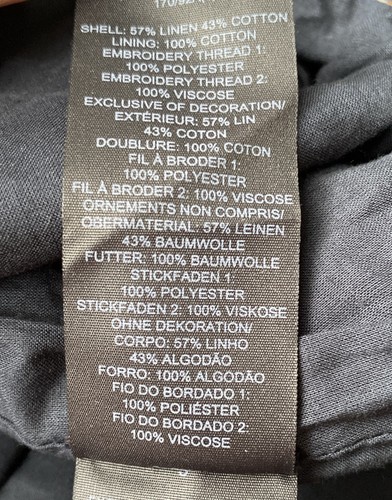 SHELL: 57% LINEN 43% COTTON
LINING: 100% COTTON
EMBROIDERY THREAD 1:
100% POLYESTER
EMBROIDERY THREAD 2:
100% VISCOSE
EXCLUSIVE OF DECORATION/
EXTÉRIEUR: 57% LIN
43% COTON
DOUBLURE: 100% COTON
FIL À BRODER 1:
100% POLYESTER
FIL À BRODER 2: 100% VISCOSE
ORNEMENTS NON COMPRIS/
OBERMATERIAL: 57% LEINEN
43% BAUMWOLLE
FUTTER: 100% BAUMWOLLE
STICKFADEN 1:
100% POLYESTER
STICKFADEN 2: 100% VISKOSE
OHNE DEKORATION/
CORPO: 57% LINHO
43% ALGODÃO
FORRO: 100% ALGODÃO
FIO DO BORDADO 1:
100% POLIÉSTER
FIO DO BORDADO 2:
100% VISCOSE